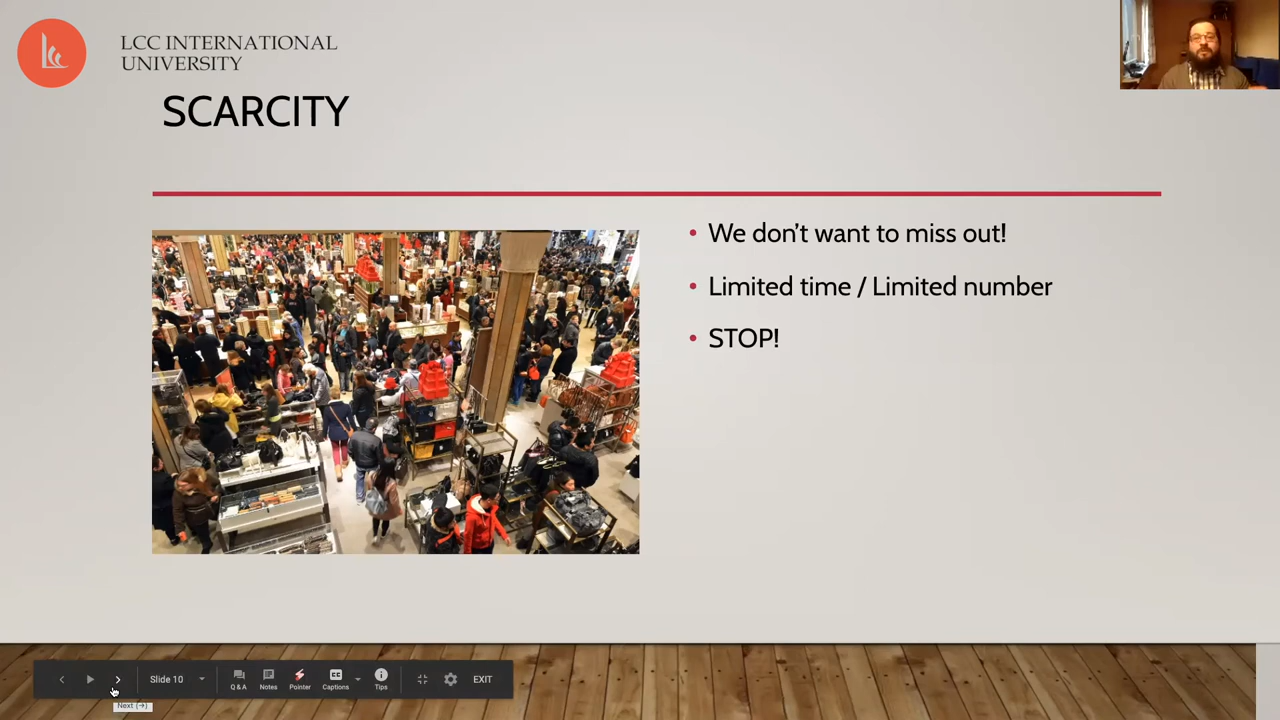 LCC INTERNATIONAL
UNIVERSITY
SCARCITY
• We don't want to miss out!
• Limited time / Limited number
• STOP!
Slide 10
Q & A
Notes
Pointer
Captions
Tips
EXIT
Next (→)